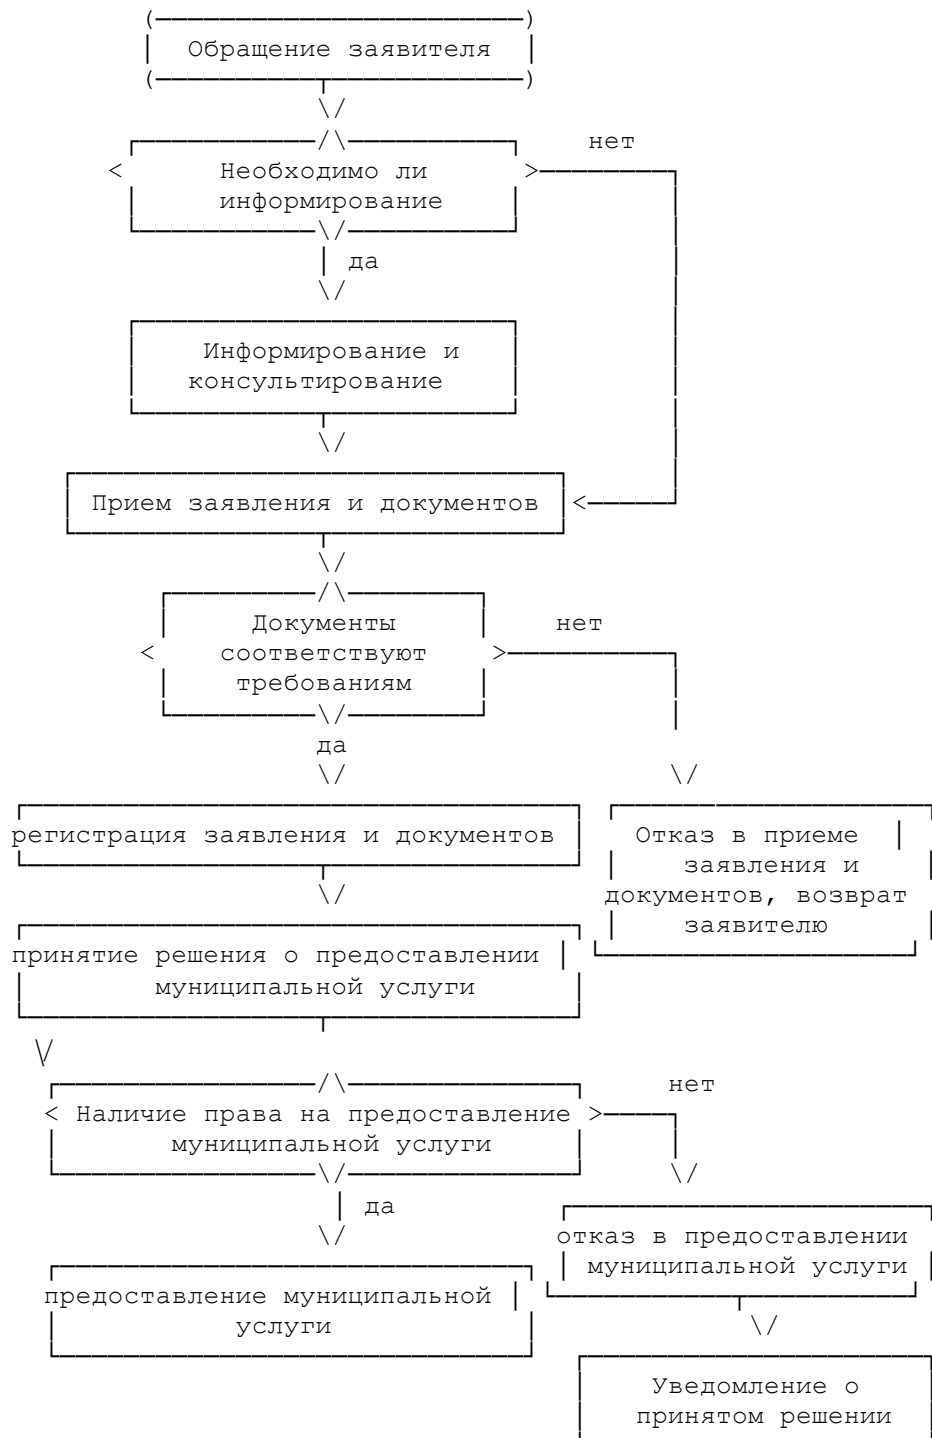 Обращение заявителя
нет
Необходимо ли
информирование
да
Информирование и
консультирование
Прием заявления и документов
Документы
нет
соответствуют
требованиям
да
регистрация заявления и документов
Отказ в приеме
заявления и
документов, возврат
заявителю
принятие решения о предоставлении
муниципальной услуги
нет
Наличие права на предоставление
муниципальной услуги
да
отказ в предоставлении
муниципальной услуги
предоставление муниципальной
услуги
Уведомление о
принятом решении